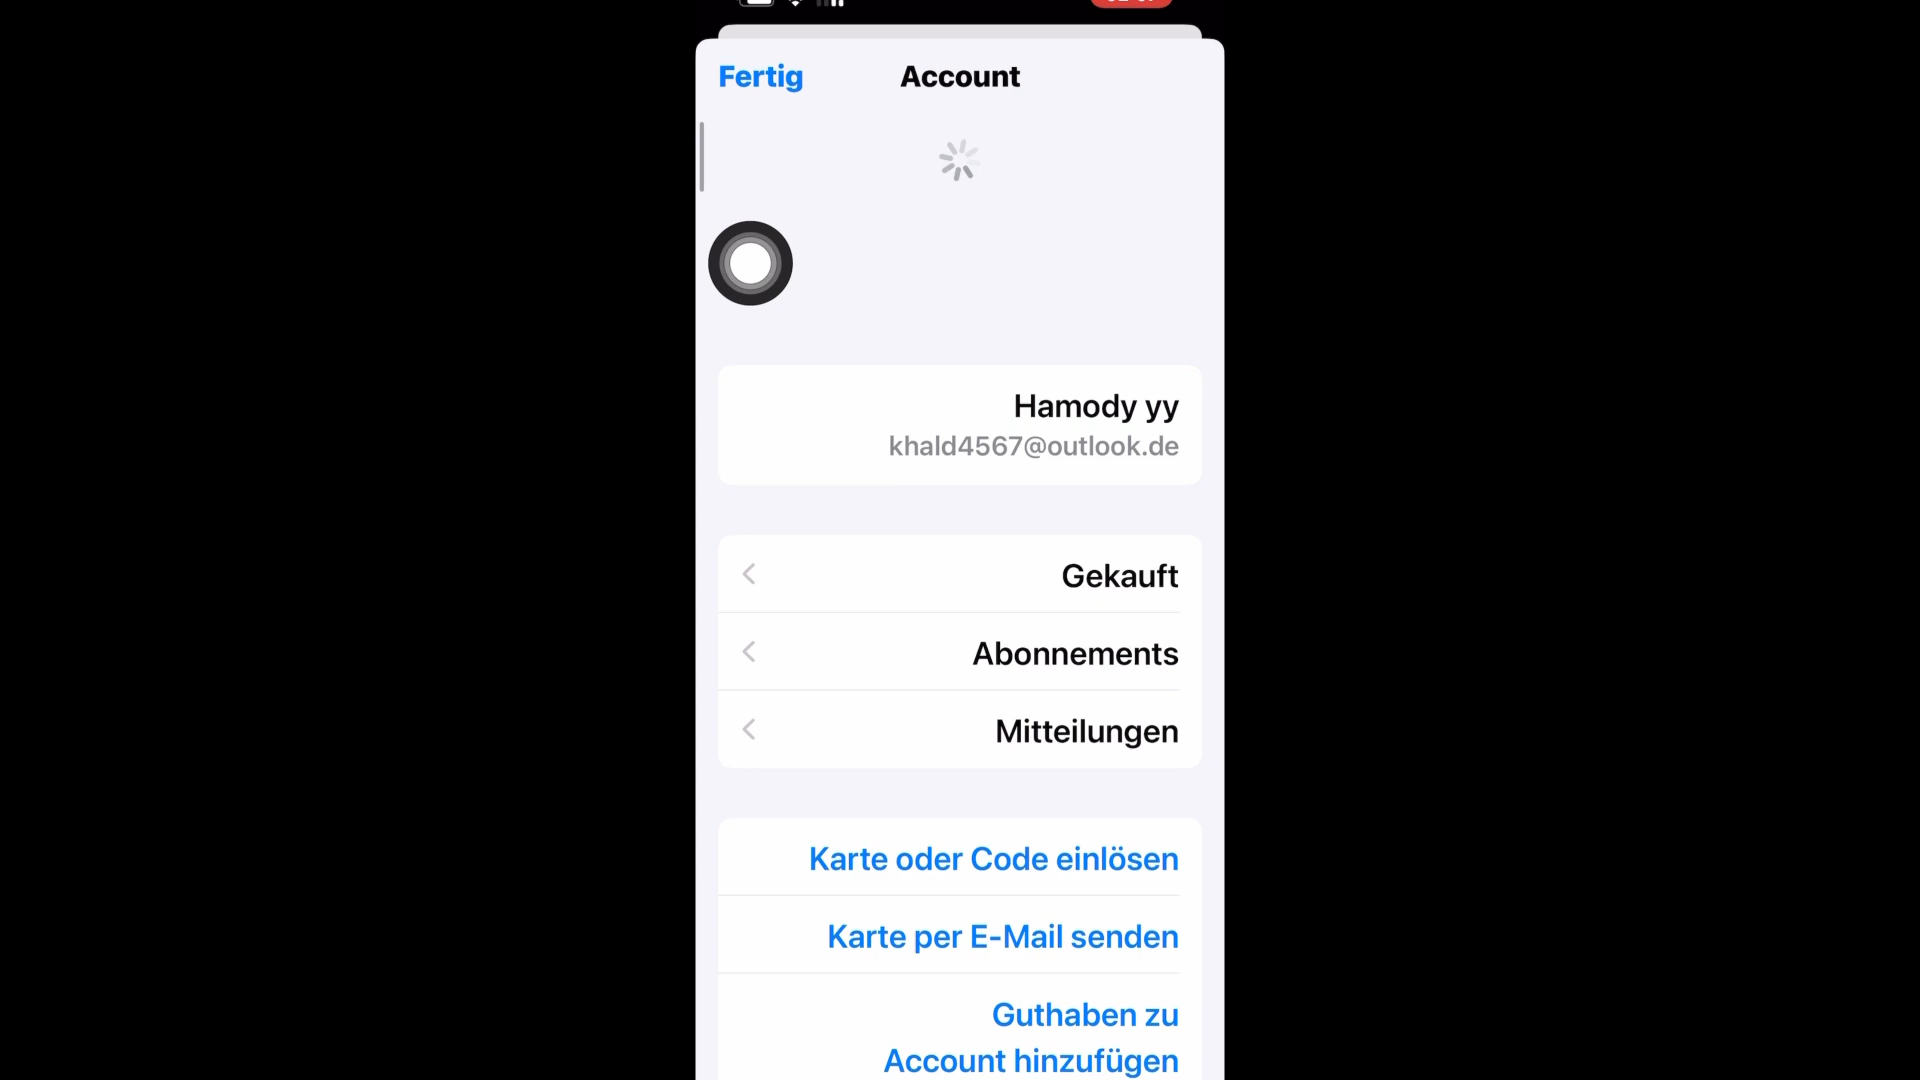 Fertig
Account
Hamody yy
khald4567@outlook.de
Gekauft
Abonnements
Mitteilungen
Karte oder Code einlösen
Karte per E-Mail senden
Guthaben zu
Account hinzufügen